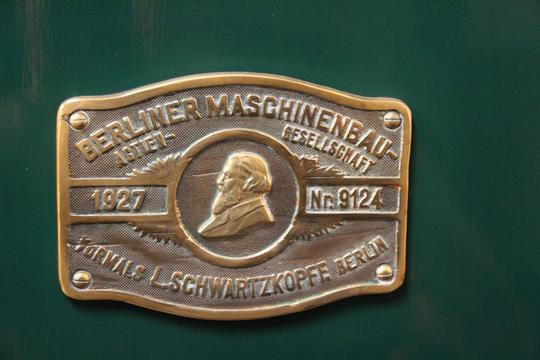 BERLINER MASCHINENBAU-
ACTIEN- GESELLSCHAFT
1927 Nr. 9124
VORMALS L. SCHWARTZKOPFF BERLIN